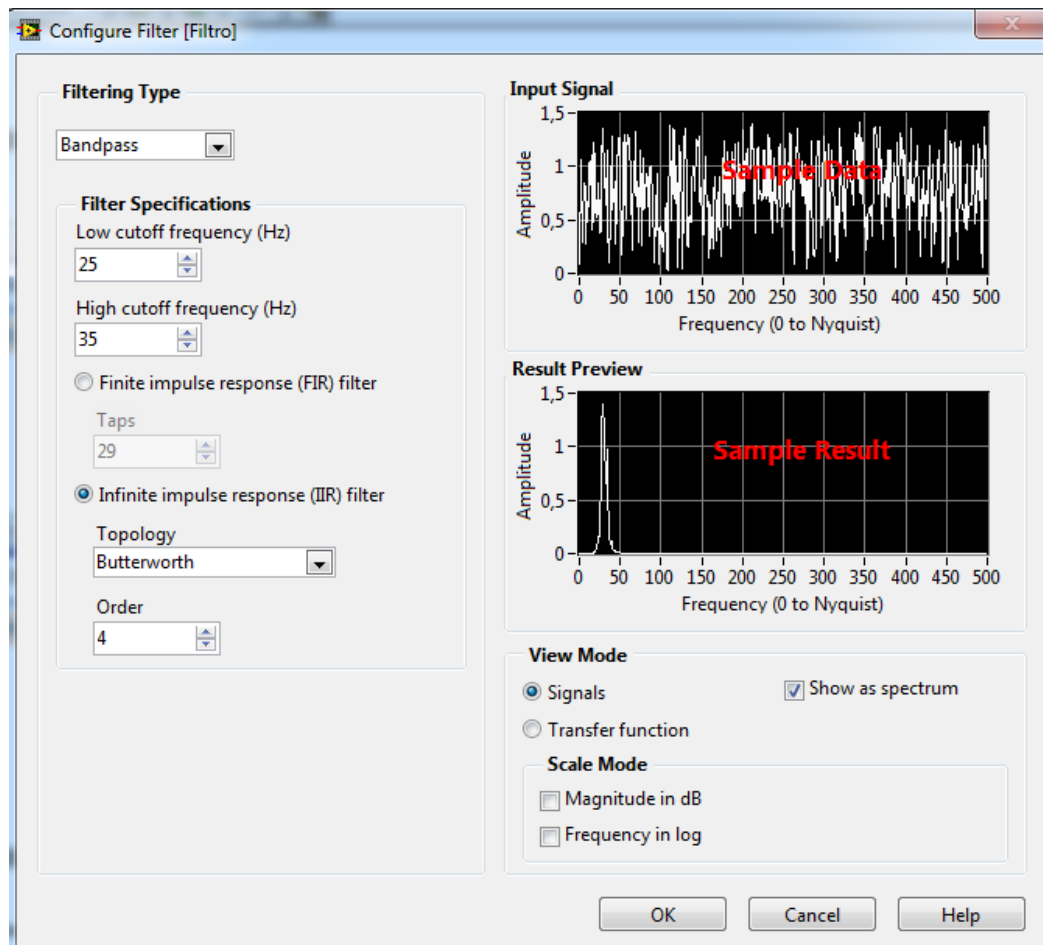 Configure Filter [Filtro]
Filtering Type
Bandpass
Filter Specifications
Low cutoff frequency (Hz)
25
High cutoff frequency (Hz)
35
Finite impulse response (FIR) filter
Taps
29
Infinite impulse response (IIR) filter
Topology
Butterworth
Order
4
Input Signal
Amplitude
1,5
1
0,5
0
Sample Data
0 50 100 150 200 250 300 350 400 450 500
Frequency (0 to Nyquist)
Result Preview
Amplitude
1,5
1
0,5
0
Sample Result
0 50 100 150 200 250 300 350 400 450 500
Frequency (0 to Nyquist)
View Mode
Signals
Show as spectrum
Transfer function
Scale Mode
Magnitude in dB
Frequency in log
OK Cancel Help